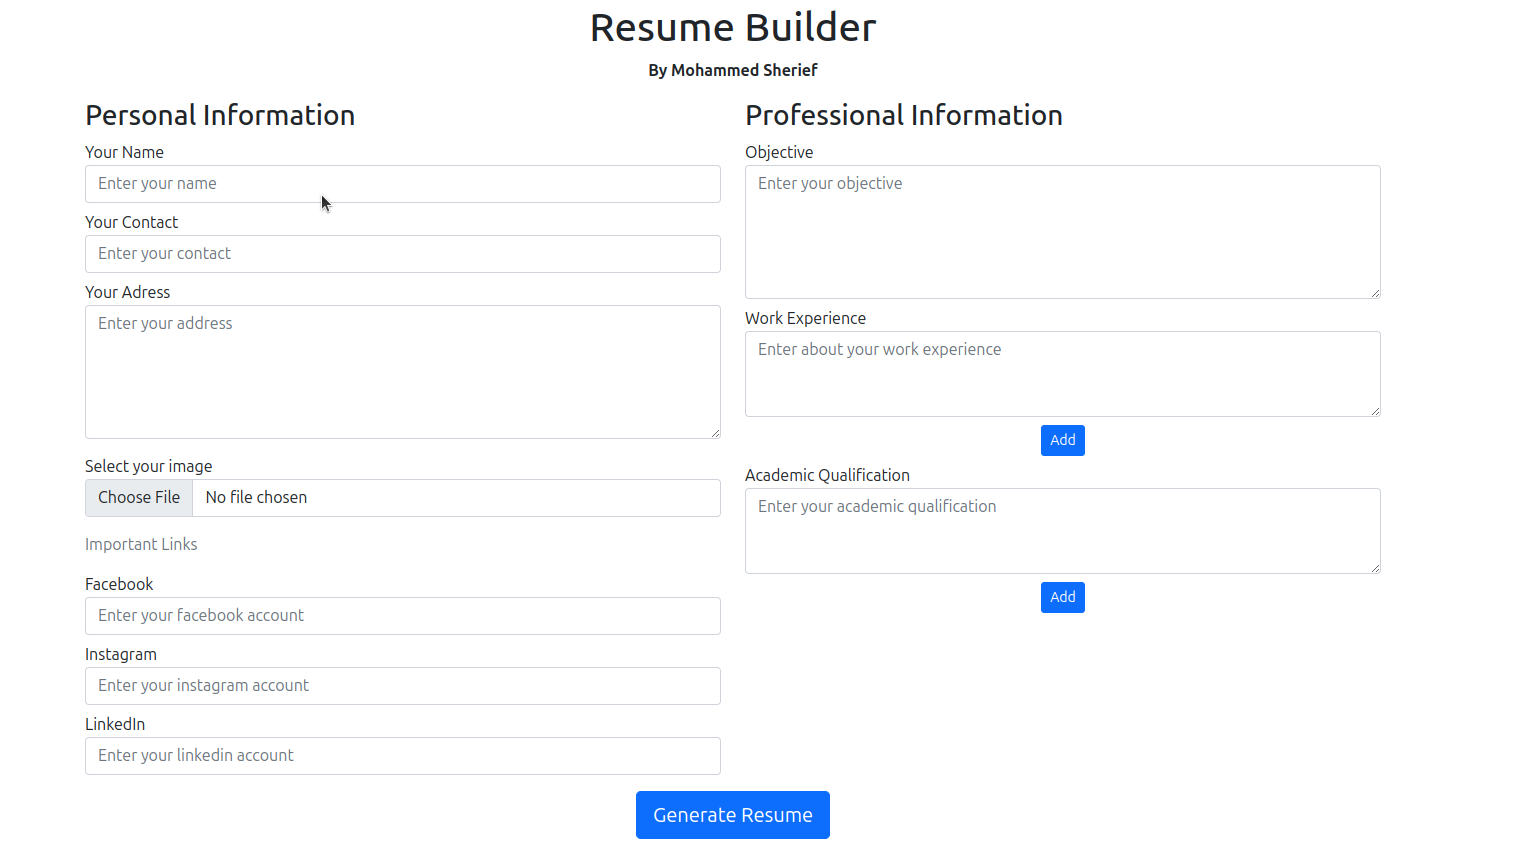 Resume Builder
By Mohammed Sherief
Personal Information
Your Name
Enter your name
Your Contact
Enter your contact
Your Adress
Enter your address
Select your image
Choose File No file chosen
Important Links
Facebook
Enter your facebook account
Instagram
Enter your instagram account
LinkedIn
Enter your linkedin account
Professional Information
Objective
Enter your objective
Work Experience
Enter about your work experience
Add
Academic Qualification
Enter your academic qualification
Add
Generate Resume